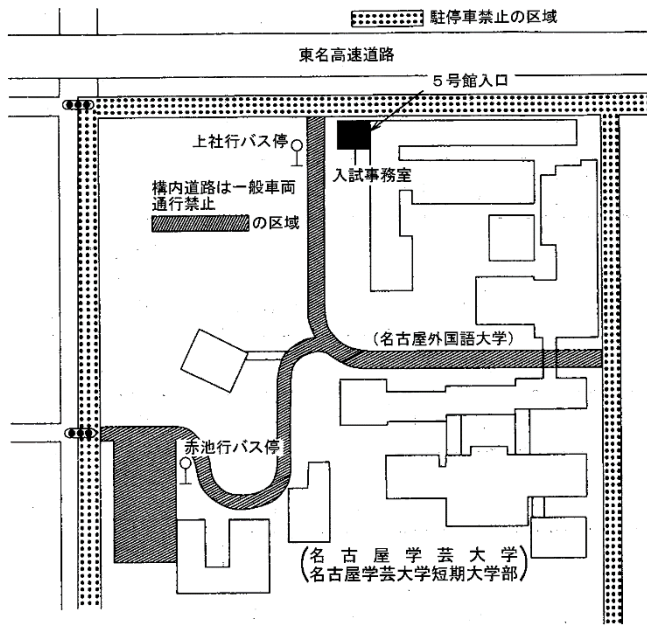 駐停車禁止の区域
東名高速道路
5号館入口
上社行バス停
入試事務室
構内道路は一般車両
通行禁止
の区域
(名古屋外国語大学)
赤池行バス停
(名古屋学芸大学
名古屋学芸大学短期大学部)